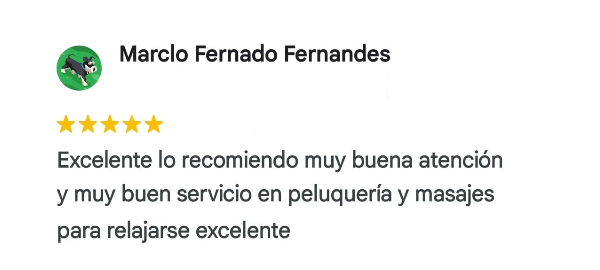 Marclo Fernado Fernandes
Excelente lo recomiendo muy buena atención
y muy buen servicio en peluquería y masajes
para relajarse excelente